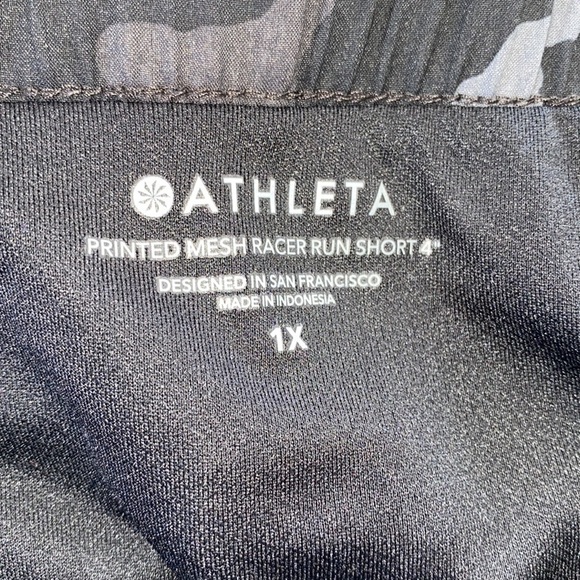 ATHLETA
PRINTED MESH RACER RUN SHORT 4"
DESIGNED IN SAN FRANCISCO
MADE IN INDONESIA
1X